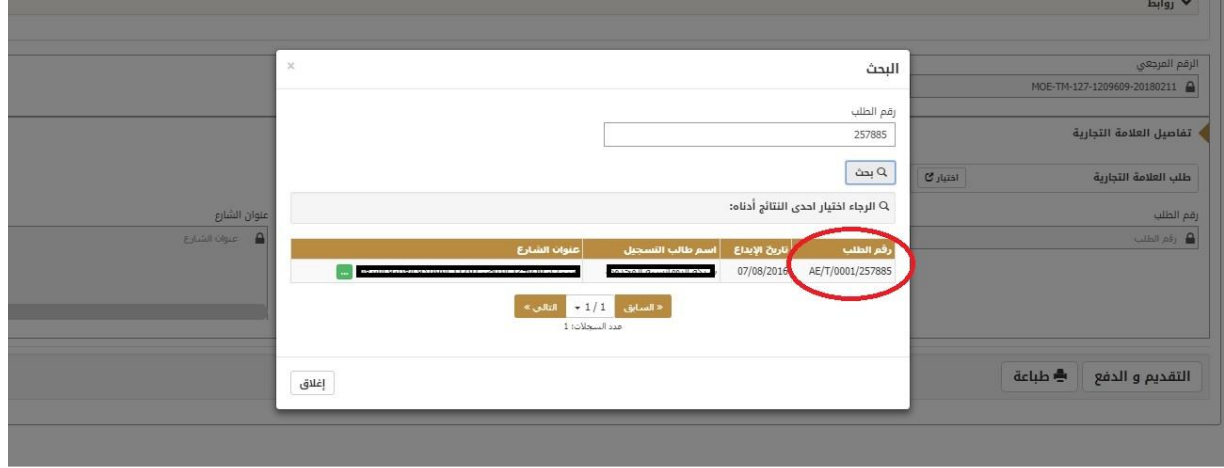 روابط
الرقم المرجعي
MOE-TM-127-1209609-20180211
تفاصيل العلامة التجارية
طلب العلامة التجارية
اختيار
رقم الطلب
رقم الطلب
عنوان الشارع
عنوان الشارع
البحث
×
رقم الطلب
257885
بحث
الرجاء اختيار احدى النتائج أدناه:
رقم الطلب تاريخ الإيداع اسم طالب التسجيل عنوان الشارع
AE/T/0001/257885 07/08/2016 ...
« السابق 1 / 1 التالي »
عدد السجلات: 1
إغلاق
التقديم و الدفع طباعة